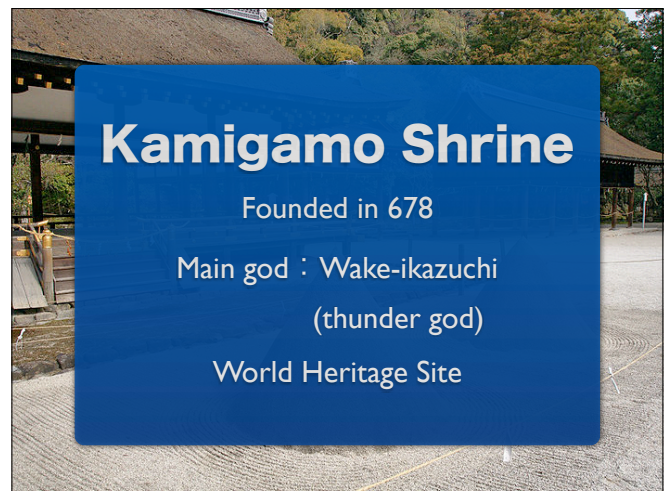 Kamigamo Shrine
Founded in 678
Main god：Wake-ikazuchi
(thunder god)
World Heritage Site